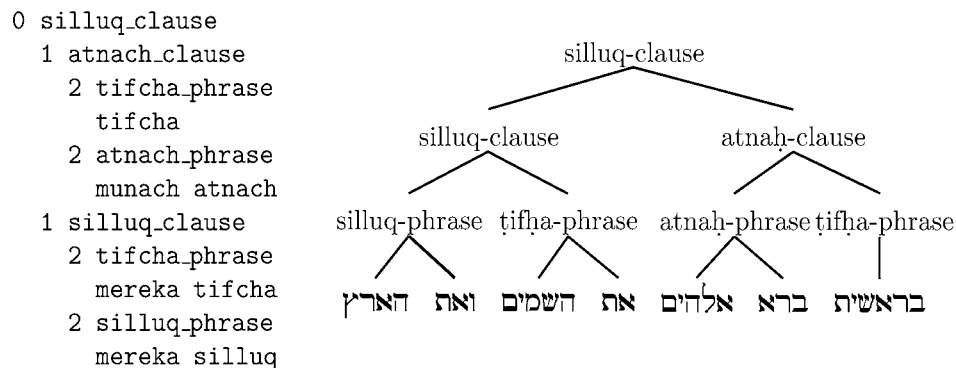 0 silluq_clause
1 atnach_clause
2 tifcha_phrase
tifcha
2 atnach_phrase
munach atnach
1 silluq_clause
2 tifcha_phrase
mereka tifcha
2 silluq_phrase
mereka silluq
silluq-clause
silluq-clause atnaḥ-clause
silluq-phrase ṭifḥa-phrase atnaḥ-phrase ṭifḥa-phrase
בראשית ברא אלהים את השמים ואת הארץ